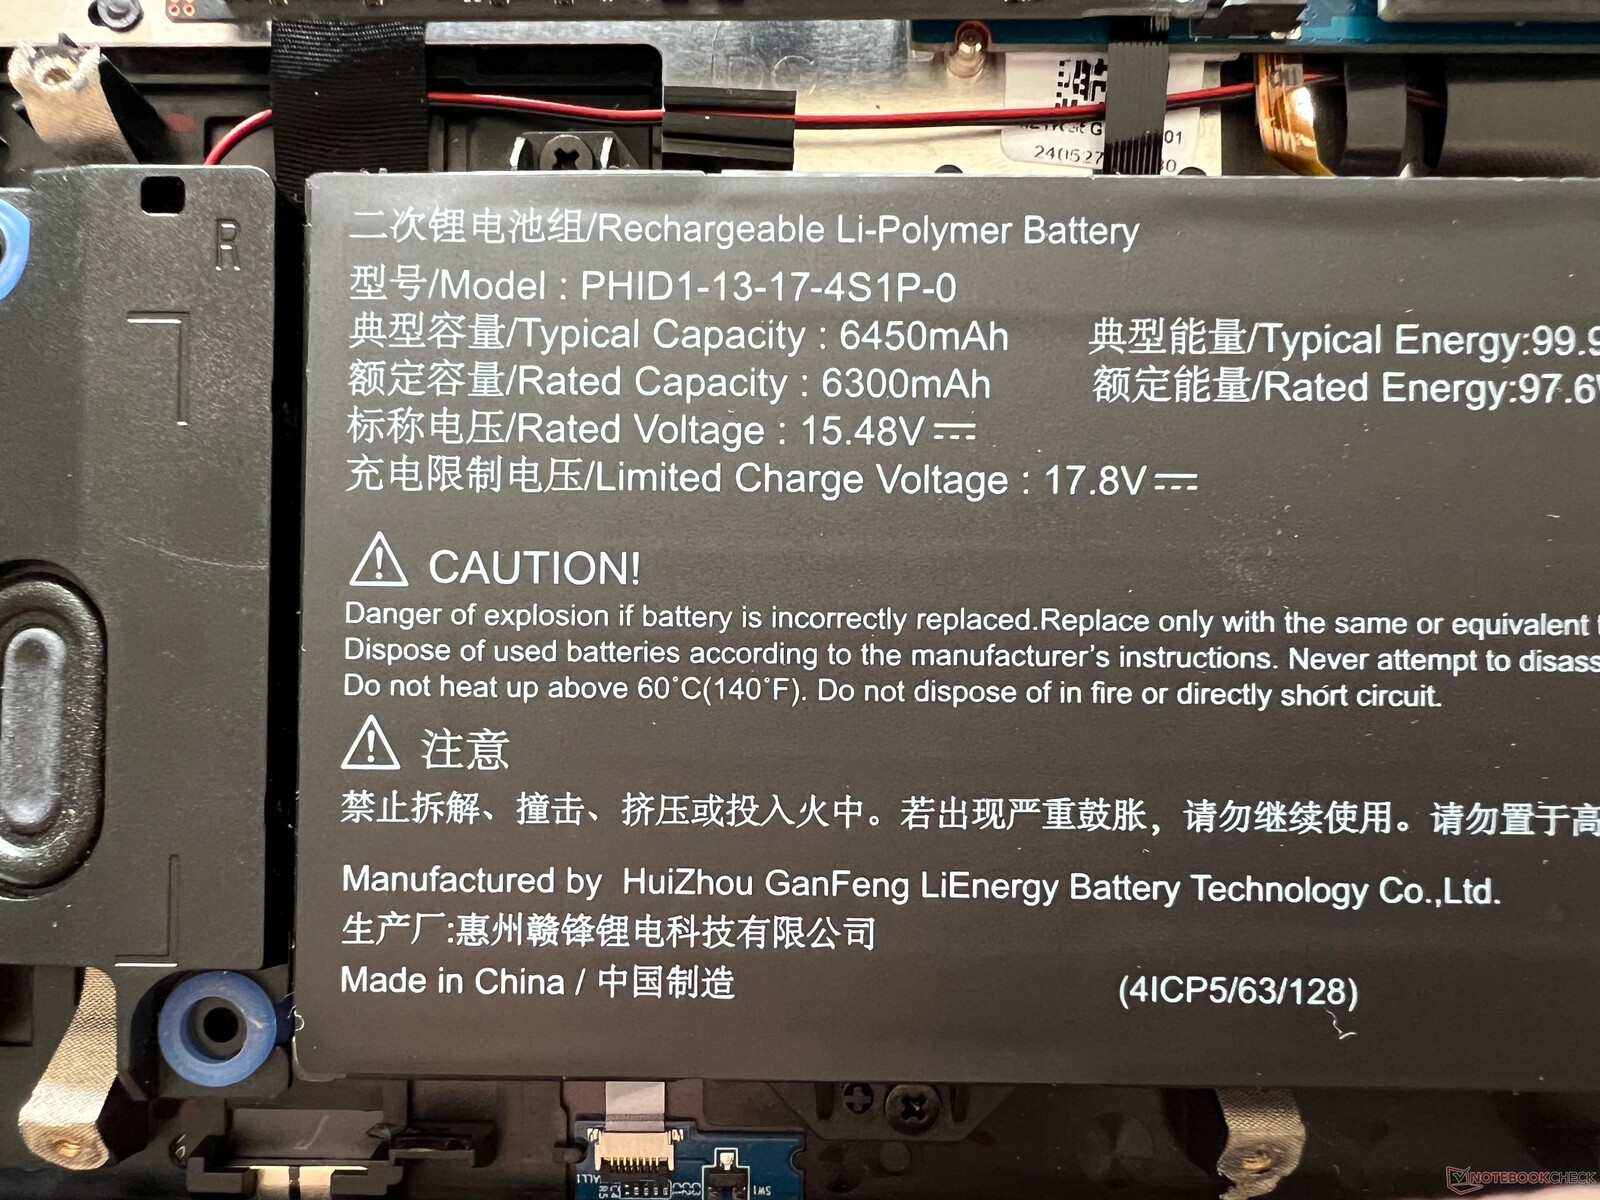 R
二次锂电池组/Rechargeable Li-Polymer Battery
型号/Model : PHID1-13-17-4S1P-0
典型容量/Typical Capacity : 6450mAh 典型能量/Typical Energy:99.9
额定容量/Rated Capacity : 6300mAh 额定能量/Rated Energy:97.6
标称电压/Rated Voltage : 15.48V
充电限制电压/Limited Charge Voltage : 17.8V
CAUTION!
Danger of explosion if battery is incorrectly replaced.Replace only with the same or equivalent
Dispose of used batteries according to the manufacturer's instructions. Never attempt to disass
Do not heat up above 60°C(140°F). Do not dispose of in fire or directly short circuit.
注意
禁止拆解、撞击、挤压或投入火中。若出现严重鼓胀，请勿继续使用。请勿置于高
Manufactured by HuiZhou GanFeng LiEnergy Battery Technology Co.,Ltd.
生产厂:惠州赣锋锂电科技有限公司
Made in China / 中国制造 (4ICP5/63/128)
SW1
NOTEBOOKCHECK